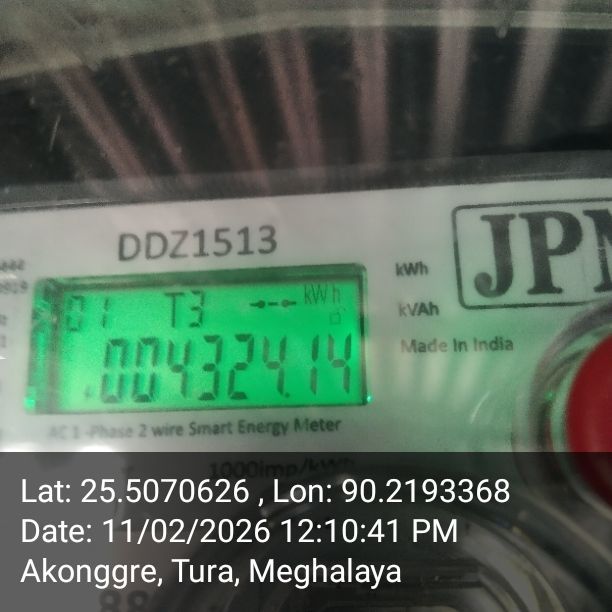 DDZ1513
JPM
kWh
01 T3 kWh
kVAh
004324.14
Made In India
AC 1 -Phase 2 wire Smart Energy Meter
1000imp/kWh
Lat: 25.5070626 , Lon: 90.2193368
Date: 11/02/2026 12:10:41 PM
Akonggre, Tura, Meghalaya